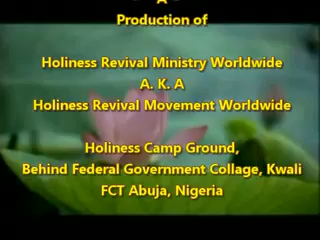 A
Production of
Holiness Revival Ministry Worldwide
A. K. A
Holiness Revival Movement Worldwide
Holiness Camp Ground,
Behind Federal Government Collage, Kwali
FCT Abuja, Nigeria